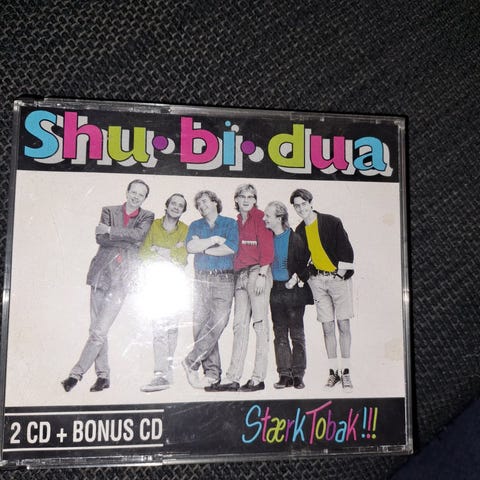 Shu•bi•dua
2 CD + BONUS CD
Stærk Tobak!!!